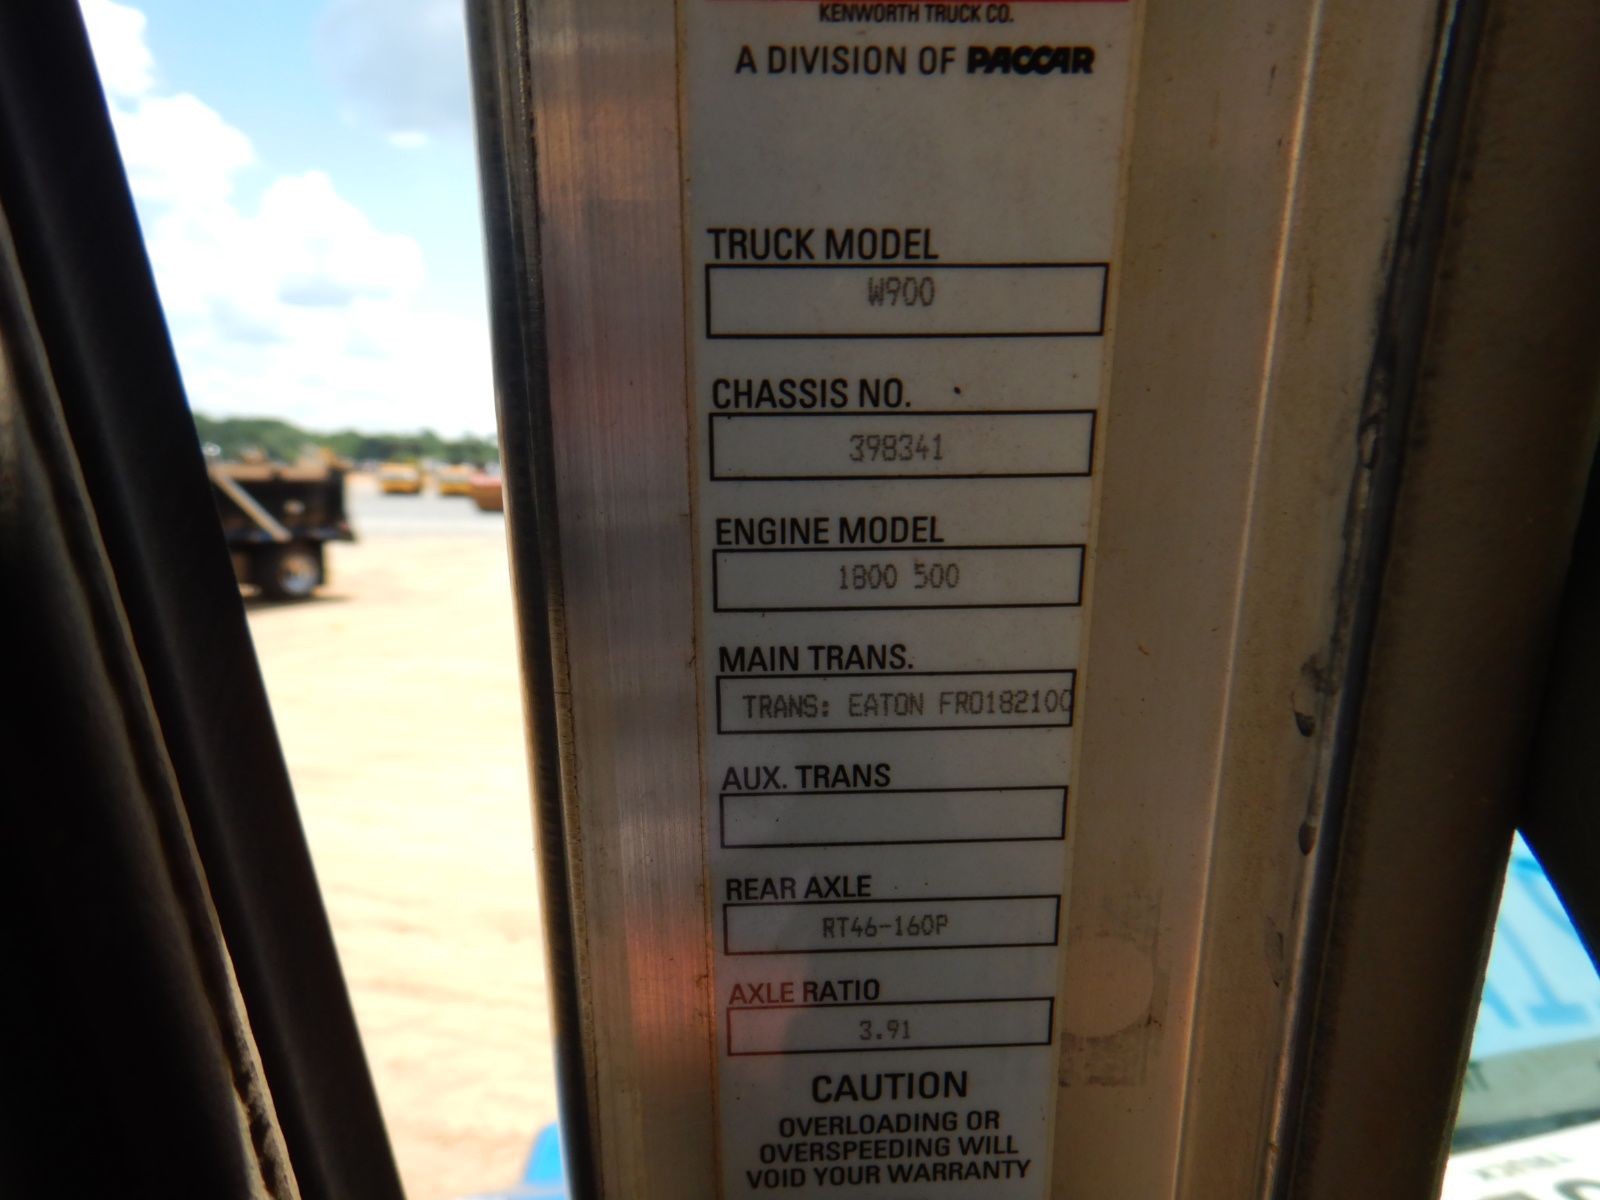 KENWORTH TRUCK CO.
A DIVISION OF PACCAR
TRUCK MODEL
W900
CHASSIS NO.
398341
ENGINE MODEL
1800 500
MAIN TRANS.
TRANS: EATON FRO18210C
AUX. TRANS
REAR AXLE
RT46-160P
AXLE RATIO
3.91
CAUTION
OVERLOADING OR
OVERSPEEDING WILL
VOID YOUR WARRANTY
TRUCK